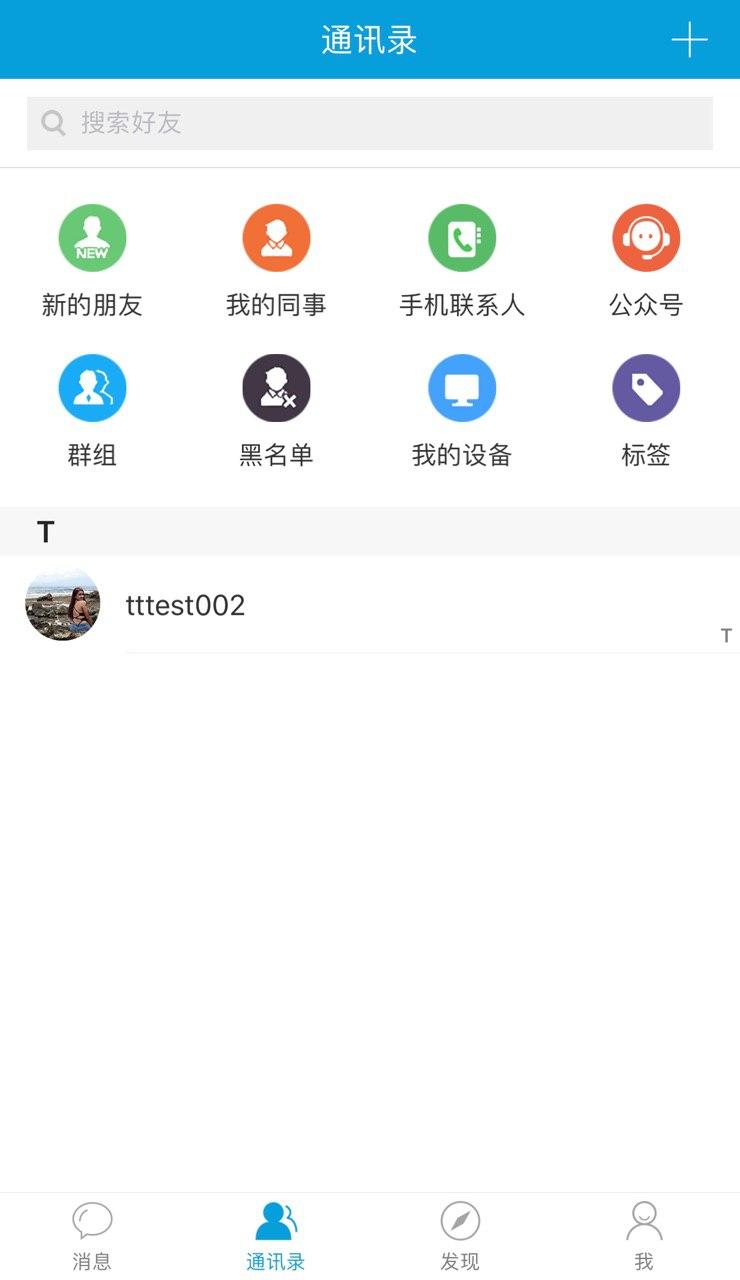 通讯录
搜索好友
NEW
新的朋友 我的同事 手机联系人 公众号
群组 黑名单 我的设备 标签
T
tttest002
T
消息 通讯录 发现 我